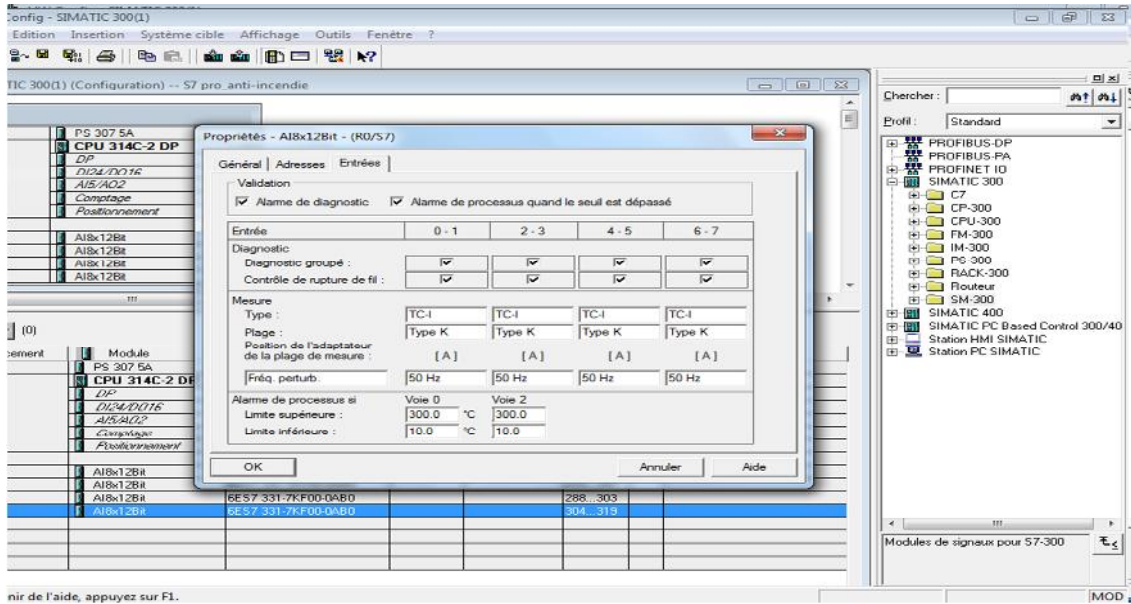 Config - SIMATIC 300(1)
Edition Insertion Système cible Affichage Outils Fenêtre ?
TIC 300(1) (Configuration) -- S7 pro_anti-incendie
PS 307 5A
CPU 314C-2 DP
DP
DI24/DO16
AI5/AO2
Comptage
Positionnement
AI8x12Bit
AI8x12Bit
AI8x12Bit
AI8x12Bit
(0)
cement Module
PS 307 5A
CPU 314C-2 DP
DP
DI24/DO16
AI5/AO2
Comptage
Positionnement
AI8x12Bit
AI8x12Bit
AI8x12Bit 6ES7 331-7KF00-0AB0 288...303
AI8x12Bit 6ES7 331-7KF00-0AB0 304...319
Propriétés - AI8x12Bit - (R0/S7)
Général Adresses Entrées
Validation
Alarme de diagnostic Alarme de processus quand le seuil est dépassé
Entrée 0 - 1 2 - 3 4 - 5 6 - 7
Diagnostic
Diagnostic groupé :
Contrôle de rupture de fil :
Mesure
Type : TC-I TC-I TC-I TC-I
Plage : Type K Type K Type K Type K
Position de l'adaptateur
de la plage de mesure : [A] [A] [A] [A]
Fréq. perturb. 50 Hz 50 Hz 50 Hz 50 Hz
Alarme de processus si Voie 0 Voie 2
Limite supérieure : 300.0 °C 300.0
Limite inférieure : 10.0 °C 10.0
OK Annuler Aide
Chercher :
Profil : Standard
PROFIBUS-DP
PROFIBUS-PA
PROFINET IO
SIMATIC 300
C7
CP-300
CPU-300
FM-300
IM-300
PS-300
RACK-300
Routeur
SM-300
SIMATIC 400
SIMATIC PC Based Control 300/40
Station HMI SIMATIC
Station PC SIMATIC
Modules de signaux pour S7-300
nir de l'aide, appuyez sur F1.
MOD